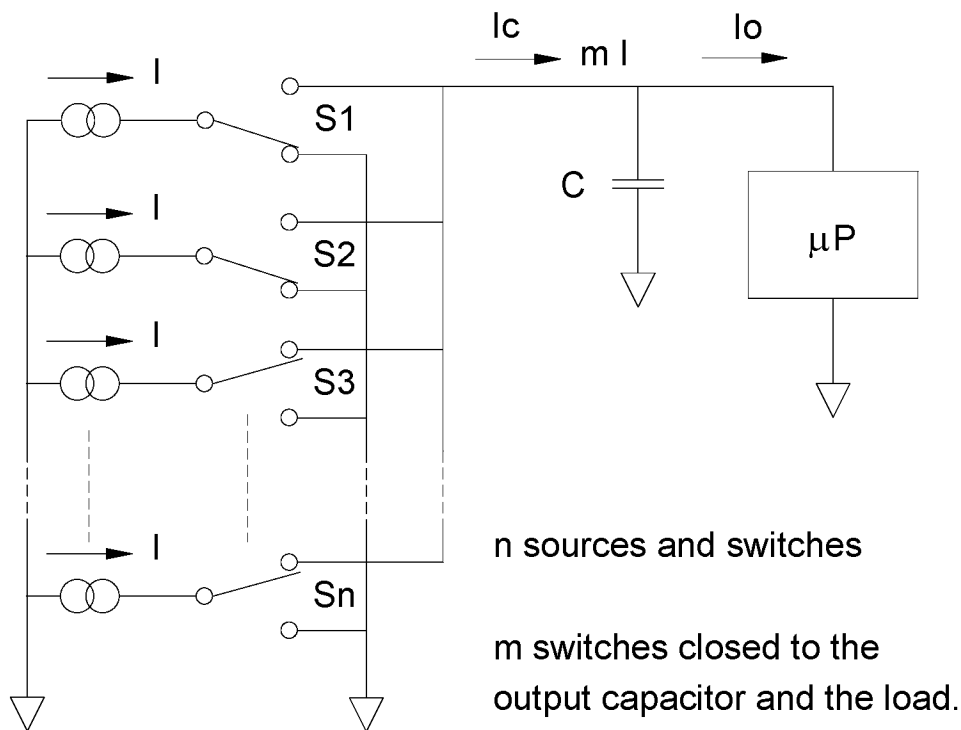 Ic
Io
I
m I
S1
C
I
S2
µP
I
S3
I
n sources and switches
Sn
m switches closed to the
output capacitor and the load.